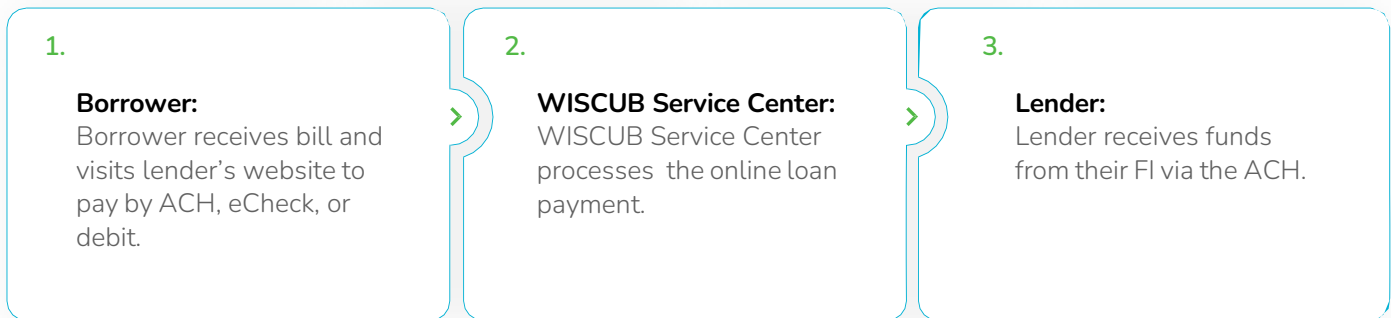 1.
Borrower:
Borrower receives bill and
visits lender’s website to
pay by ACH, eCheck, or
debit.
2.
WISCUB Service Center:
WISCUB Service Center
processes the online loan
payment.
3.
Lender:
Lender receives funds
from their FI via the ACH.